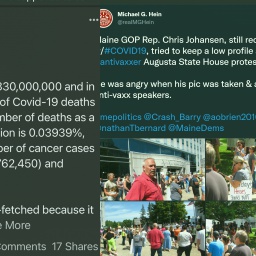 330,000,000 and in
of Covid-19 deaths
mber of deaths as a
ion is 0.03939%,
ber of cancer cases
762,450) and
-fetched because it
More
Comments 17 Shares
Michael G. Hein
@realMGHein
laine GOP Rep. Chris Johansen, still rec
/#COVID19, tried to keep a low profile
antivaxxer Augusta State House protes
e was angry when his pic was taken &
nti-vaxx speakers.
mepolitics @Crash_Barry @aobrien201
nathanTbernard @MaineDems